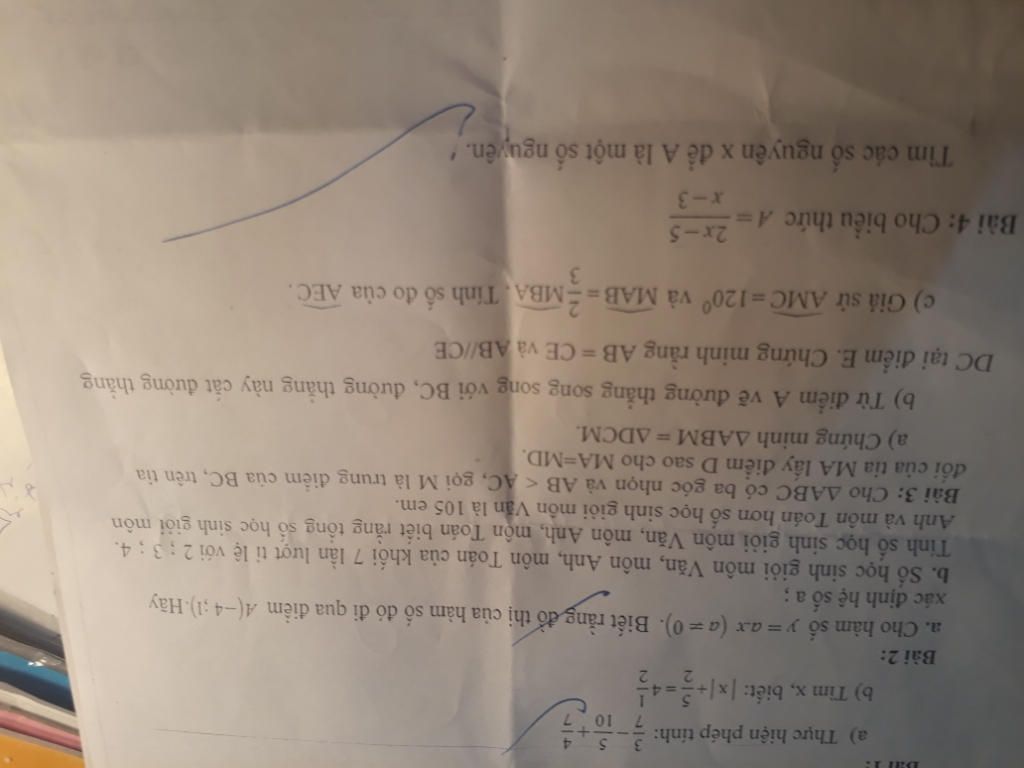 Bài 1:
a) Thực hiện phép tính: 3/7 − 5/10 + 4/7
b) Tìm x, biết: | x | + 5/2 = 4 1/2
Bài 2:
a. Cho hàm số y = ax (a ≠ 0). Biết rằng đồ thị của hàm số đó đi qua điểm A(−4 ;1).Hãy
xác định hệ số a ;
b. Số học sinh giỏi môn Văn, môn Anh, môn Toán của khối 7 lần lượt tỉ lệ với 2 ; 3 ; 4.
Tính số học sinh giỏi môn Văn, môn Anh, môn Toán biết rằng tổng số học sinh giỏi môn
Anh và môn Toán hơn số học sinh giỏi môn Văn là 105 em.
Bài 3: Cho ΔABC có ba góc nhọn và AB < AC, gọi M là trung điểm của BC, trên tia
đối của tia MA lấy điểm D sao cho MA=MD.
a) Chứng minh ΔABM = ΔDCM.
b) Từ điểm A vẽ đường thẳng song song với BC, đường thẳng này cắt đường thẳng
DC tại điểm E. Chứng minh rằng AB = CE và AB//CE
c) Giả sử AMC = 120⁰ và MAB = 2/3 MBA. Tính số đo của AEC.
Bài 4: Cho biểu thức A = (2x − 5)/(x − 3)
Tìm các số nguyên x để A là một số nguyên.